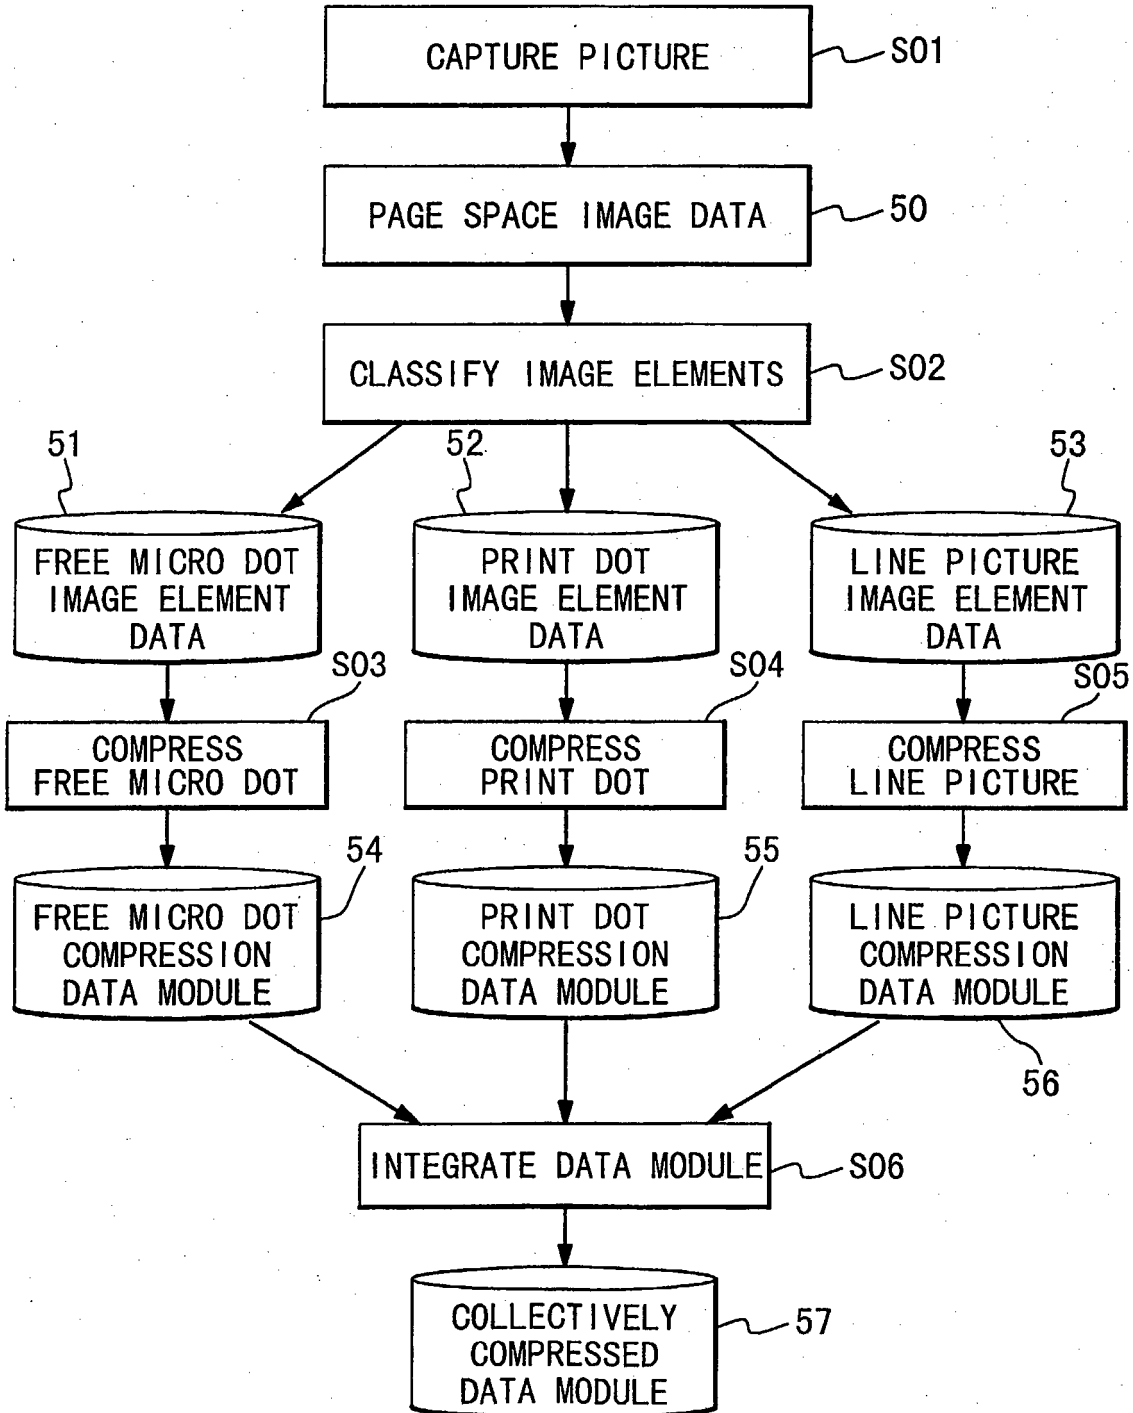 CAPTURE PICTURE
S01
PAGE SPACE IMAGE DATA
50
CLASSIFY IMAGE ELEMENTS
S02
51
52
53
FREE MICRO DOT
IMAGE ELEMENT
DATA
PRINT DOT
IMAGE ELEMENT
DATA
LINE PICTURE
IMAGE ELEMENT
DATA
S03
S04
S05
COMPRESS
FREE MICRO DOT
COMPRESS
PRINT DOT
COMPRESS
LINE PICTURE
54
55
FREE MICRO DOT
COMPRESSION
DATA MODULE
PRINT DOT
COMPRESSION
DATA MODULE
LINE PICTURE
COMPRESSION
DATA MODULE
56
INTEGRATE DATA MODULE
S06
COLLECTIVELY
COMPRESSED
DATA MODULE
57